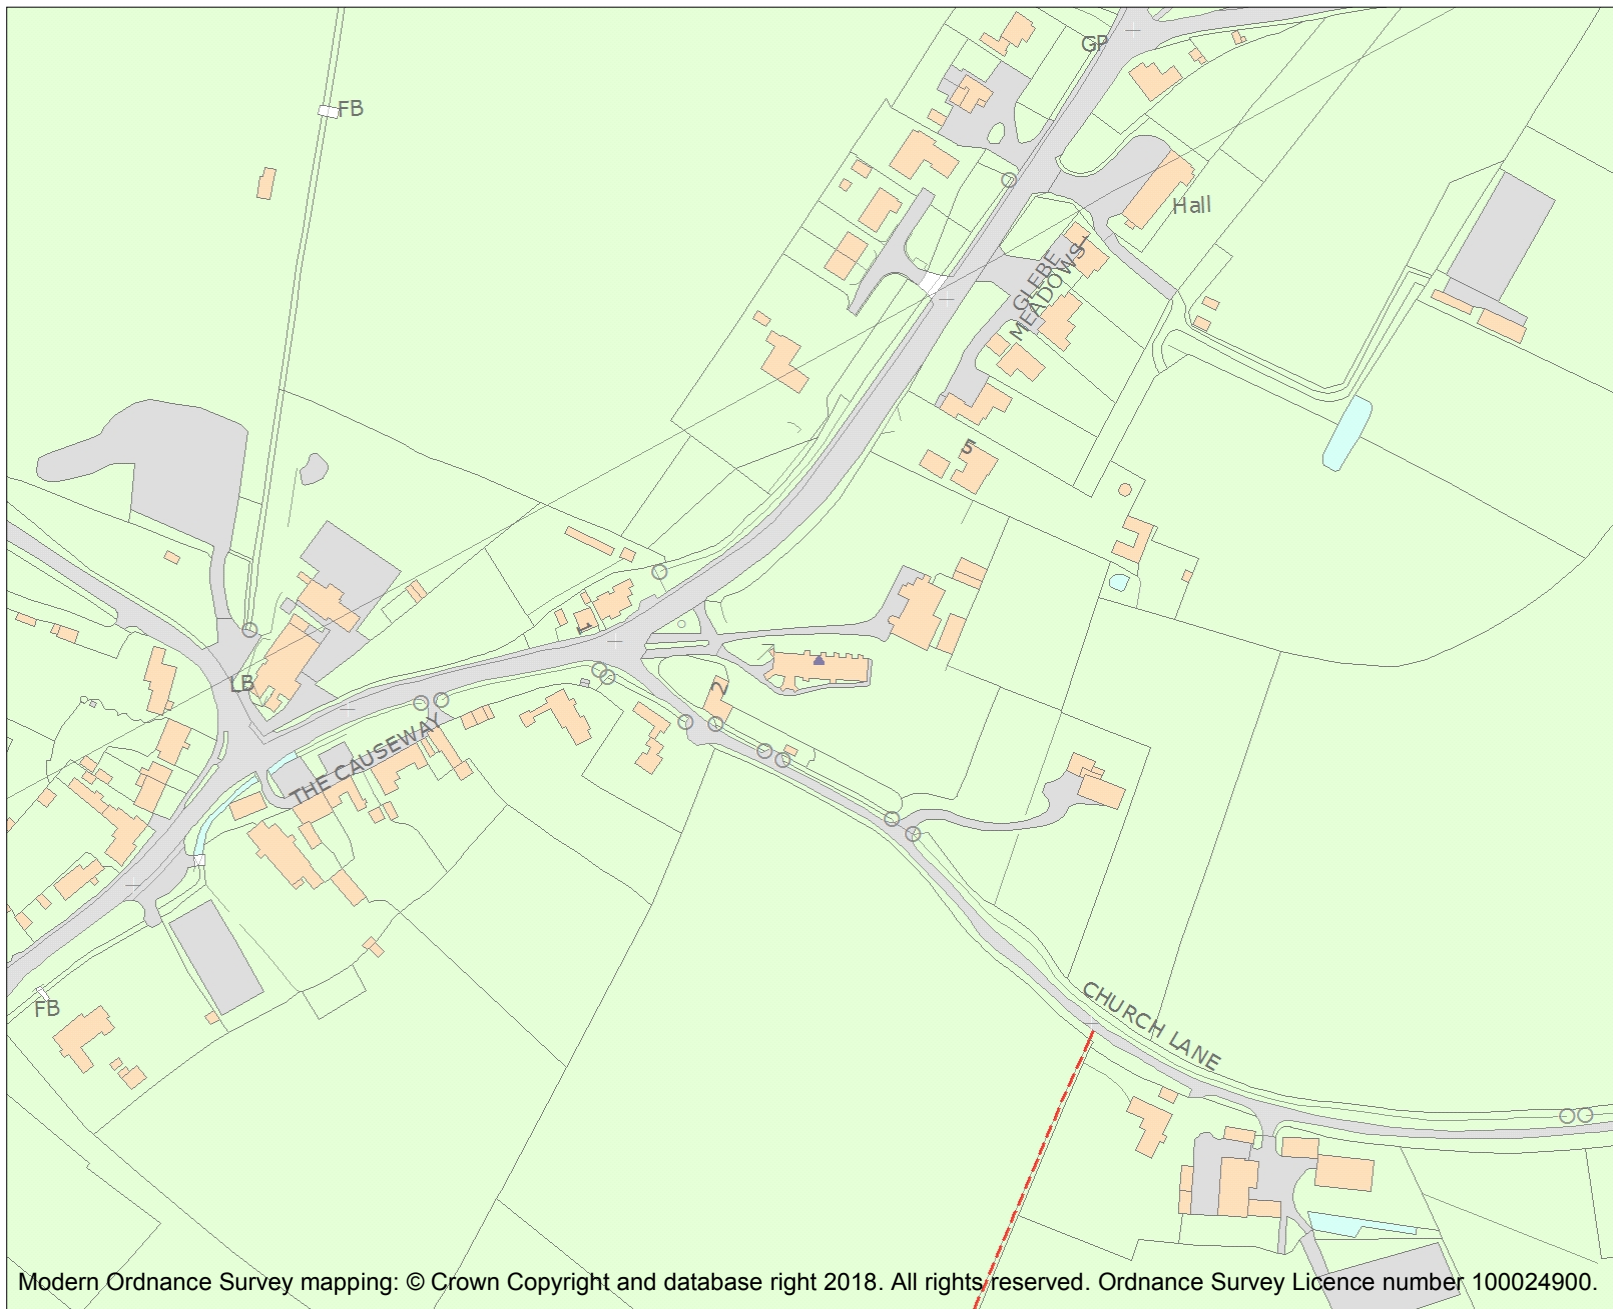 GP
FB
Hall
GLEBE
MEADOWS
1
5
1
LB
2
THE CAUSEWAY
CHURCH LANE
FB
Modern Ordnance Survey mapping: © Crown Copyright and database right 2018. All rights reserved. Ordnance Survey Licence number 100024900.